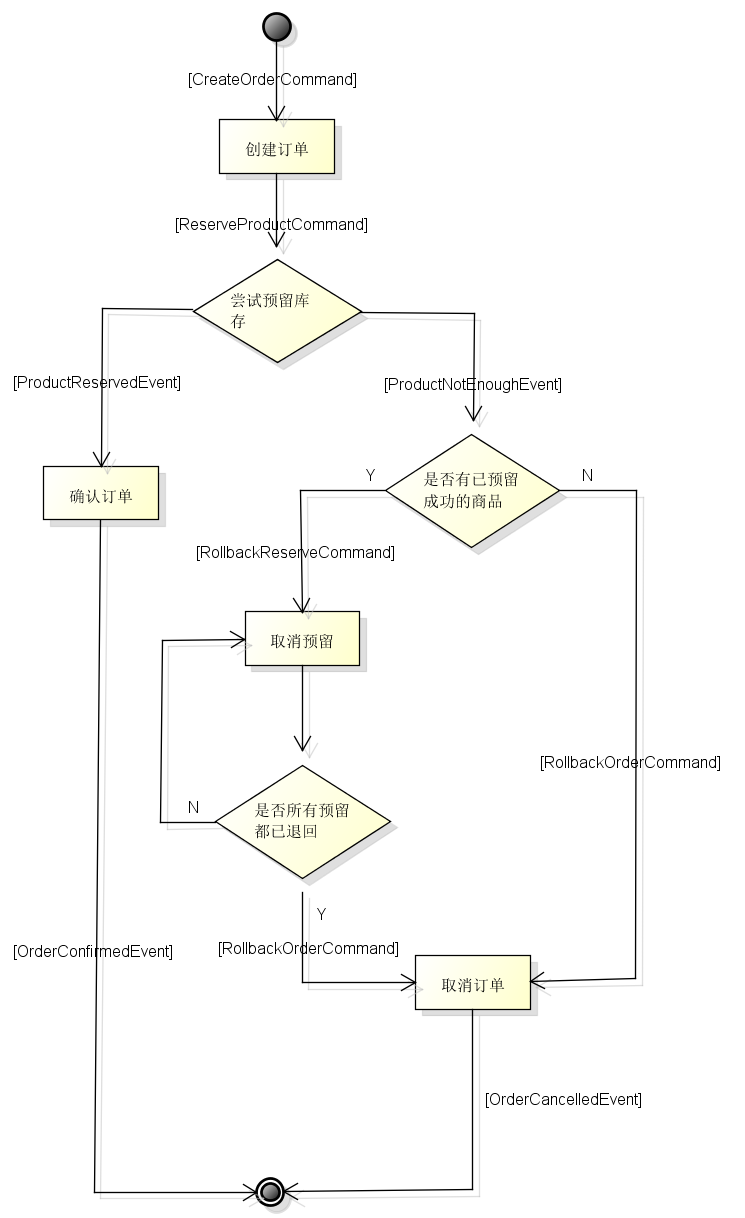 [CreateOrderCommand]
创建订单
[ReserveProductCommand]
尝试预留库
存
[ProductReservedEvent]
[ProductNotEnoughEvent]
确认订单
Y
是否有已预留
成功的商品
N
[RollbackReserveCommand]
取消预留
[RollbackOrderCommand]
N
是否所有预留
都已退回
Y
[RollbackOrderCommand]
[OrderConfirmedEvent]
取消订单
[OrderCancelledEvent]